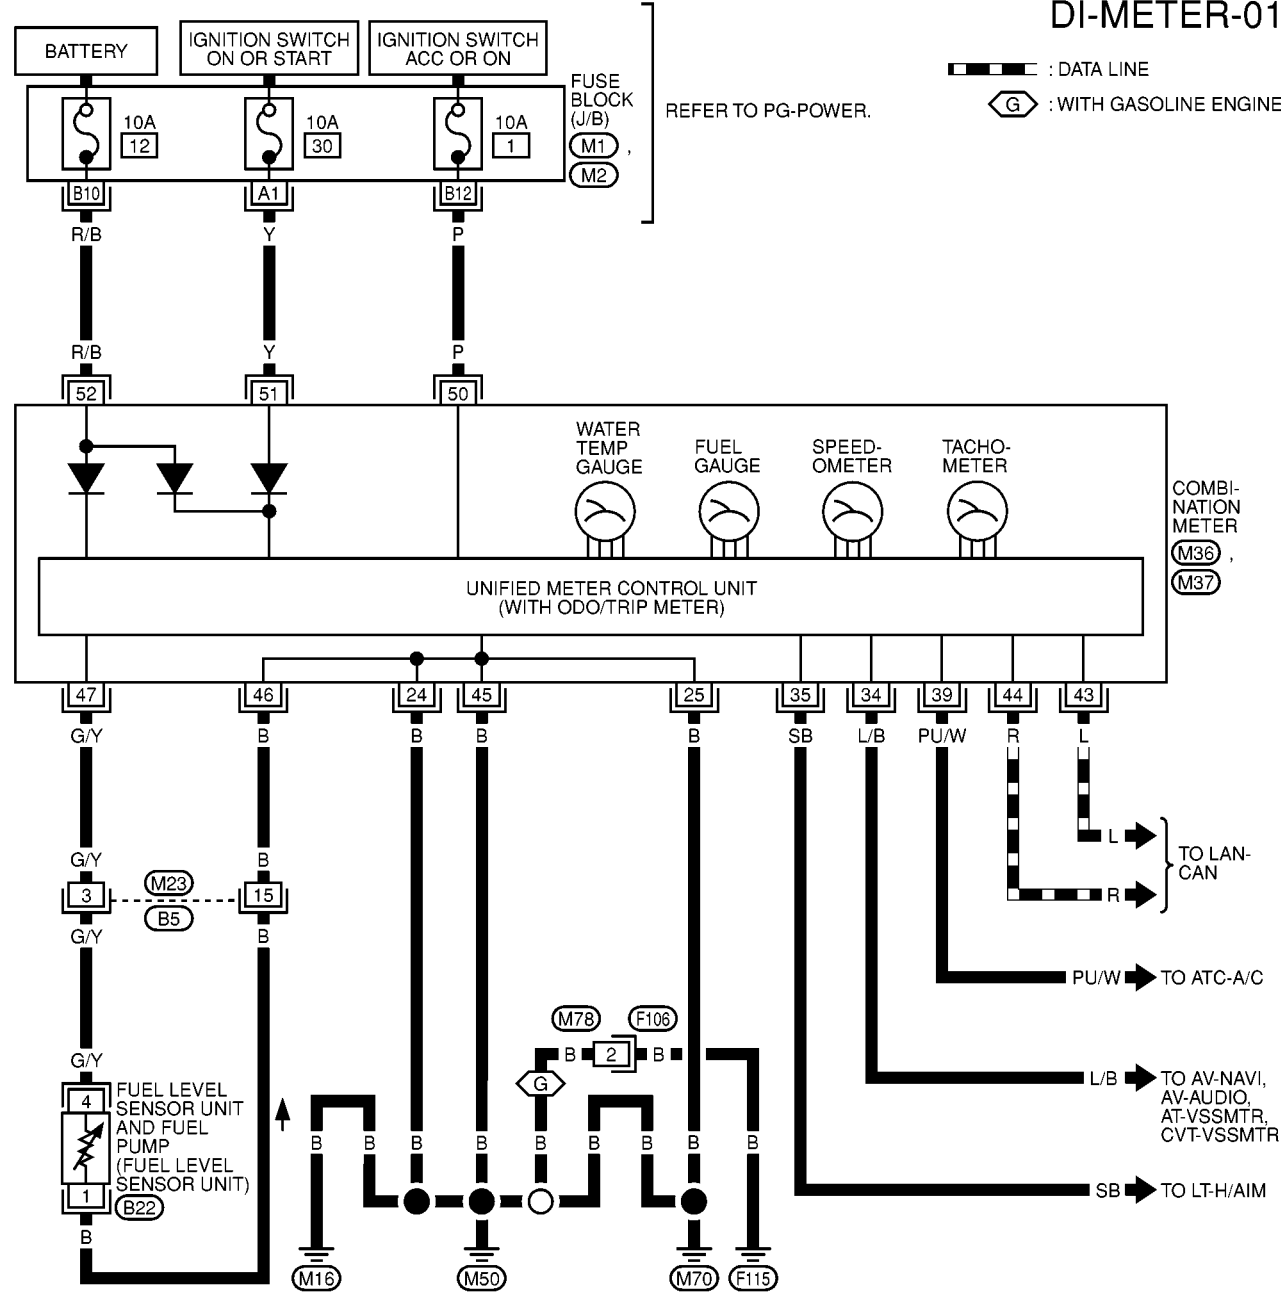 DI-METER-01
BATTERY
IGNITION SWITCH
ON OR START
IGNITION SWITCH
ACC OR ON
: DATA LINE
G : WITH GASOLINE ENGINE
FUSE
BLOCK
(J/B)
M1 ,
M2
REFER TO PG-POWER.
10A
12
10A
30
10A
1
B10
A1
B12
R/B
Y
P
R/B
Y
P
52
51
50
WATER
TEMP
GAUGE
FUEL
GAUGE
SPEED-
OMETER
TACHO-
METER
COMBI-
NATION
METER
M36 ,
M37
UNIFIED METER CONTROL UNIT
(WITH ODO/TRIP METER)
47
46
24
45
25
35
34
39
44
43
G/Y
B
B
B
B
SB
L/B
PU/W
R
L
L
R
TO LAN-
CAN
G/Y
B
3
M23
B5
15
G/Y
B
PU/W
TO ATC-A/C
M78
F106
B
2
B
G
G/Y
4
FUEL LEVEL
SENSOR UNIT
AND FUEL
PUMP
(FUEL LEVEL
SENSOR UNIT)
1
B22
B
L/B
TO AV-NAVI,
AV-AUDIO,
AT-VSSMTR,
CVT-VSSMTR
B
B
B
B
B
B
B
B
B
SB
TO LT-H/AIM
M16
M50
M70
F115